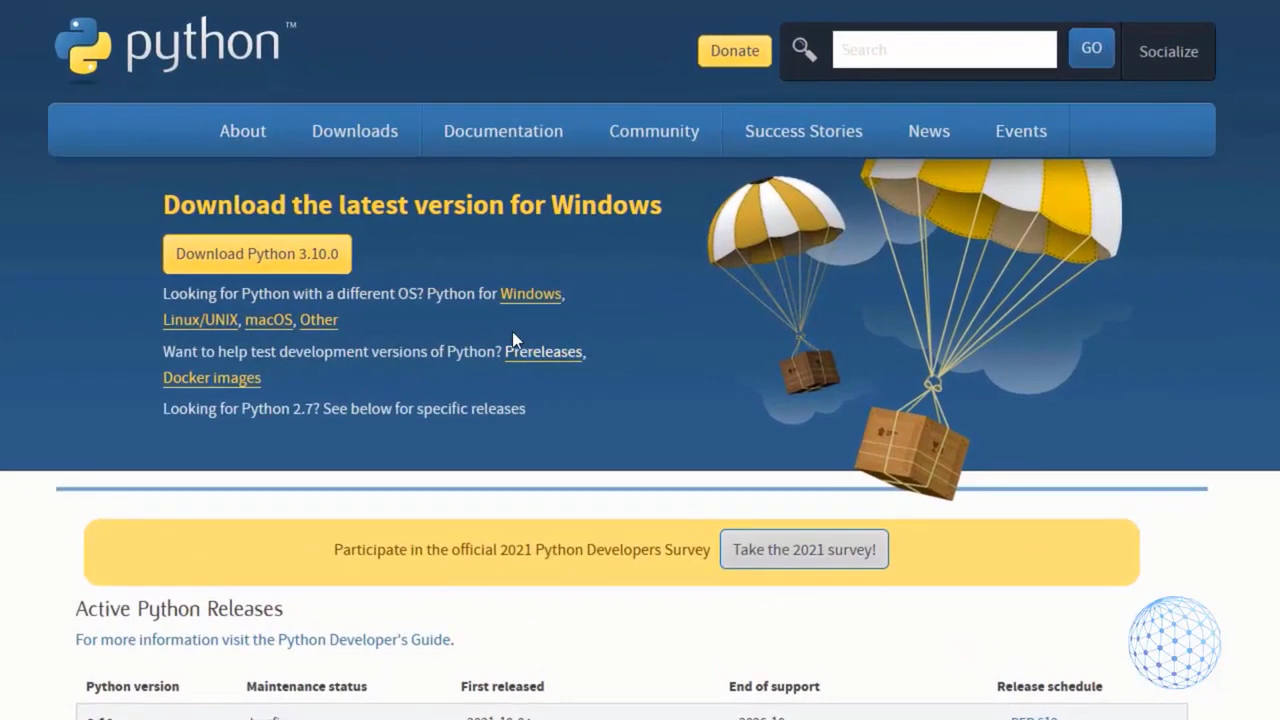 python™
Donate
Search
GO
Socialize
About Downloads Documentation Community Success Stories News Events
Download the latest version for Windows
Download Python 3.10.0
Looking for Python with a different OS? Python for Windows,
Linux/UNIX, macOS, Other
Want to help test development versions of Python? Prereleases,
Docker images
Looking for Python 2.7? See below for specific releases
Participate in the official 2021 Python Developers Survey Take the 2021 survey!
Active Python Releases
For more information visit the Python Developer's Guide.
Python version Maintenance status First released End of support Release schedule